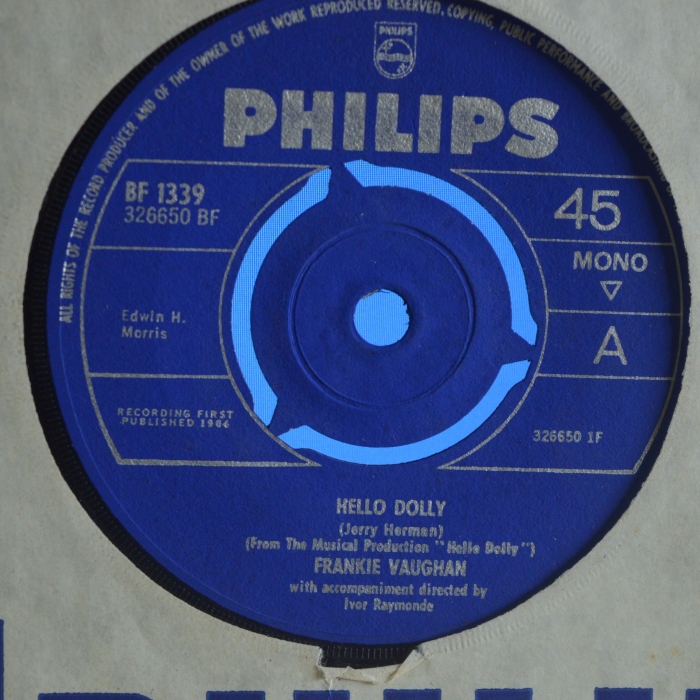 ALL RIGHTS OF THE RECORD PRODUCER AND OF THE OWNER OF THE WORK REPRODUCED RESERVED. COPYING, PUBLIC PERFORMANCE AND BROADCASTING
PHILIPS
PHILIPS
BF 1339
326650 BF
45
MONO
Edwin H.
Morris
A
RECORDING FIRST
PUBLISHED 1964
326650 1F
HELLO DOLLY
(Jerry Herman)
(From The Musical Production "Hello Dolly")
FRANKIE VAUGHAN
with accompaniment directed by
Ivor Raymonde